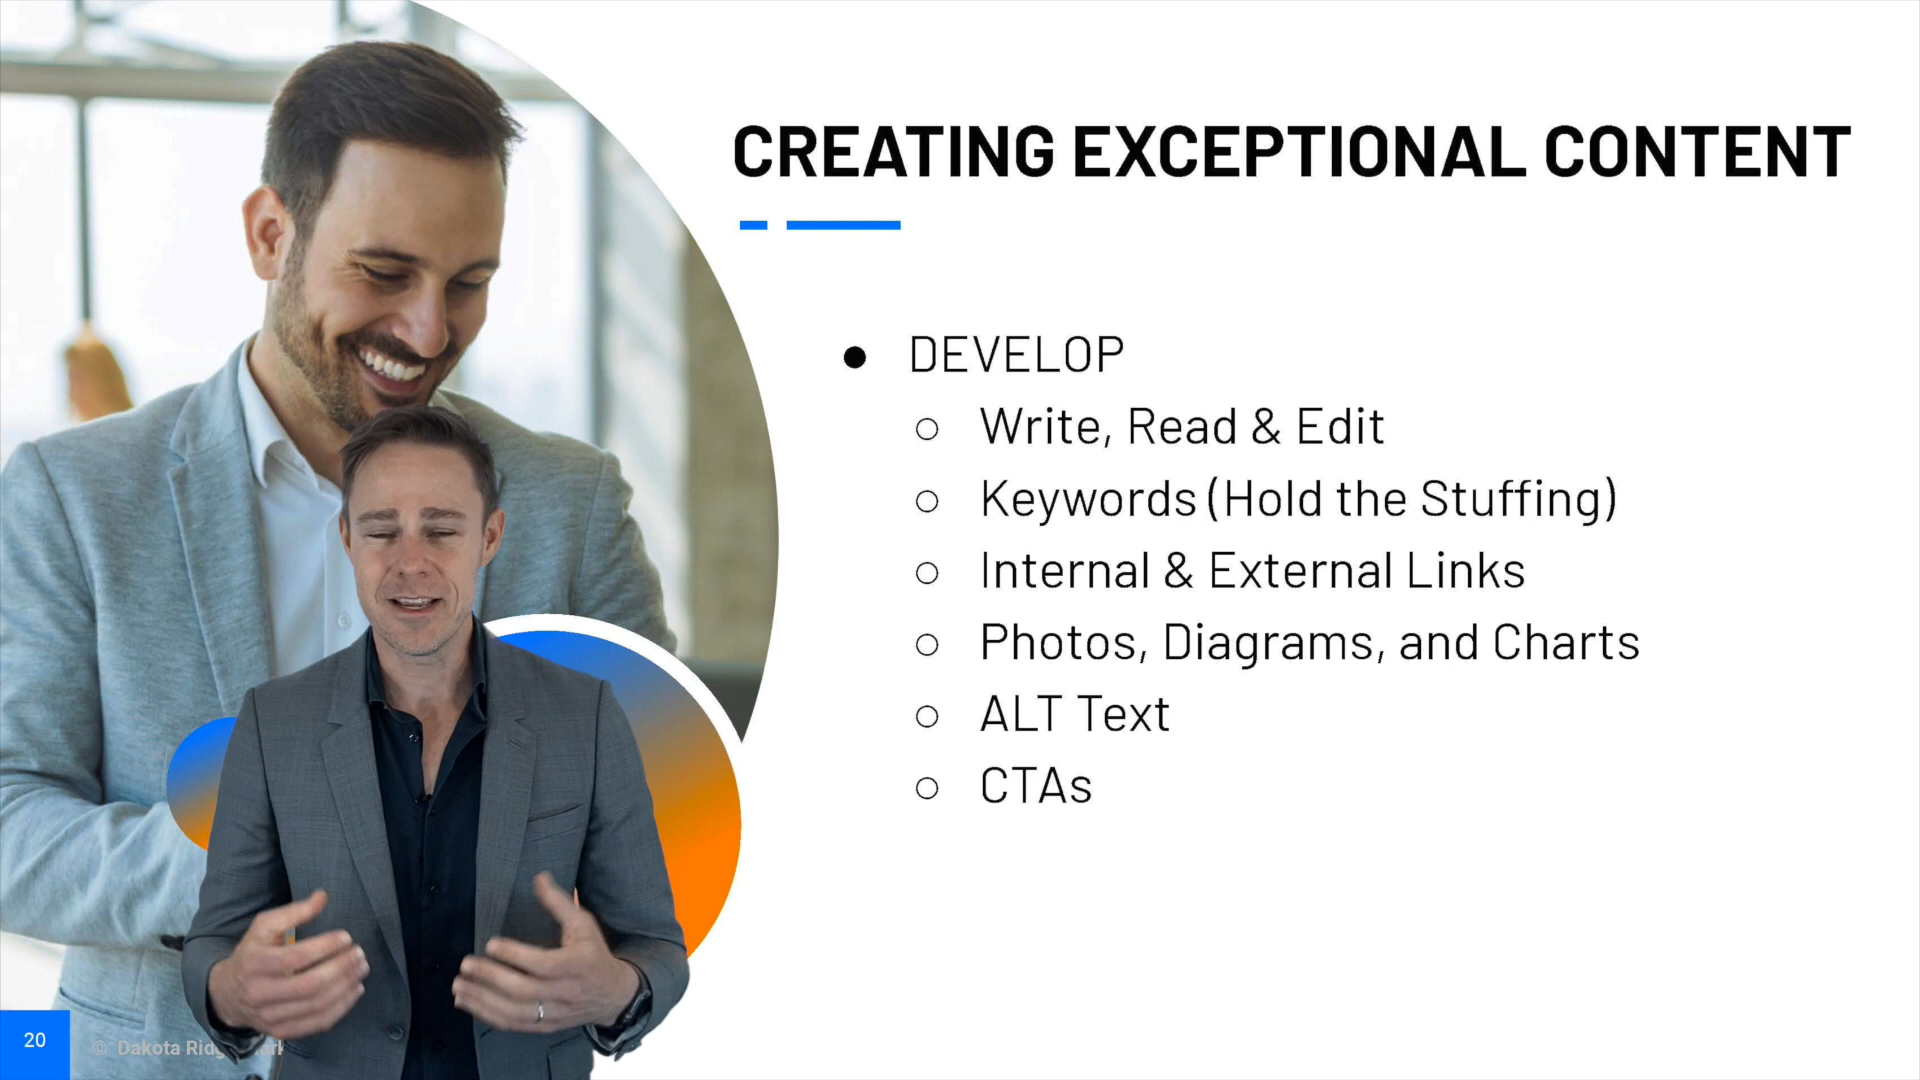 CREATING EXCEPTIONAL CONTENT
● DEVELOP
○ Write, Read & Edit
○ Keywords (Hold the Stuffing)
○ Internal & External Links
○ Photos, Diagrams, and Charts
○ ALT Text
○ CTAs
20
© Dakota